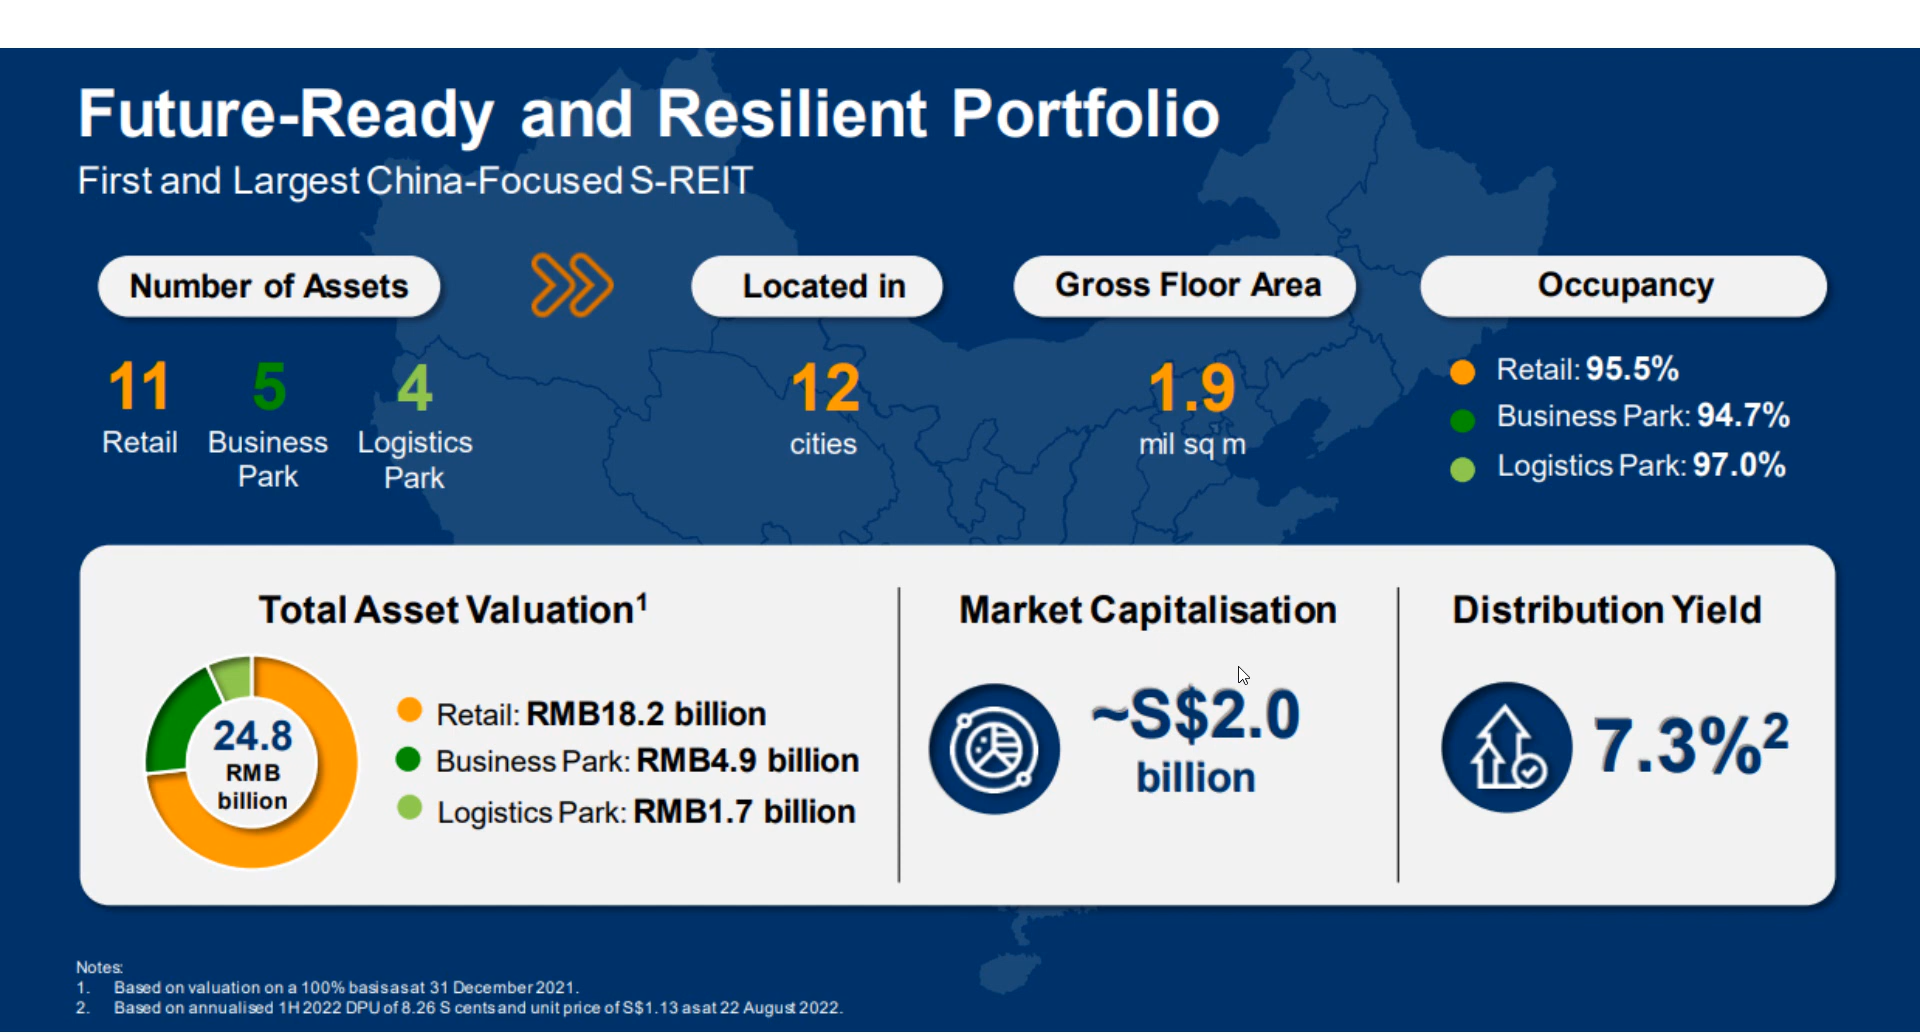 Future-Ready and Resilient Portfolio
First and Largest China-Focused S-REIT
Number of Assets
Located in
Gross Floor Area
Occupancy
11
Retail
5
Business
Park
4
Logistics
Park
12
cities
1.9
mil sq m
Retail: 95.5%
Business Park: 94.7%
Logistics Park: 97.0%
Total Asset Valuation¹
24.8
RMB
billion
Retail: RMB18.2 billion
Business Park: RMB4.9 billion
Logistics Park: RMB1.7 billion
Market Capitalisation
~S$2.0
billion
Distribution Yield
7.3%²
Notes:
1. Based on valuation on a 100% basis as at 31 December 2021.
2. Based on annualised 1H 2022 DPU of 8.26 S cents and unit price of S$1.13 as at 22 August 2022.